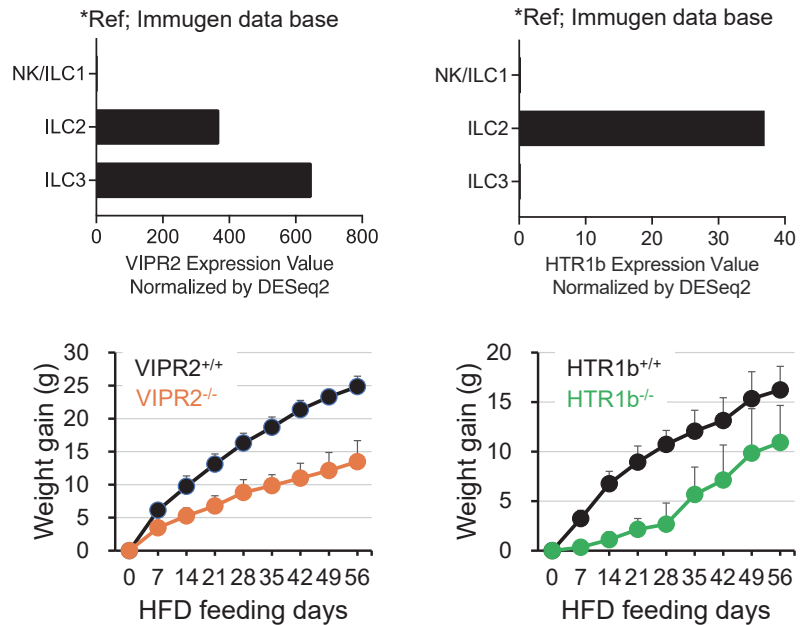 *Ref; Immugen data base
NK/ILC1
ILC2
ILC3
0 200 400 600 800
VIPR2 Expression Value
Normalized by DESeq2
*Ref; Immugen data base
NK/ILC1
ILC2
ILC3
0 10 20 30 40
HTR1b Expression Value
Normalized by DESeq2
Weight gain (g)
30
25
20
15
10
5
0
VIPR2+/+
VIPR2-/-
0 7 14 21 28 35 42 49 56
HFD feeding days
Weight gain (g)
20
15
10
5
0
HTR1b+/+
HTR1b-/-
0 7 14 21 28 35 42 49 56
HFD feeding days